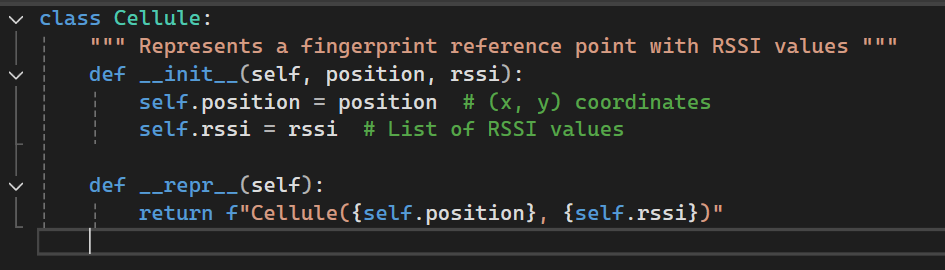 class Cellule:
    """ Represents a fingerprint reference point with RSSI values """
    def __init__(self, position, rssi):
        self.position = position  # (x, y) coordinates
        self.rssi = rssi  # List of RSSI values

    def __repr__(self):
        return f"Cellule({self.position}, {self.rssi})"